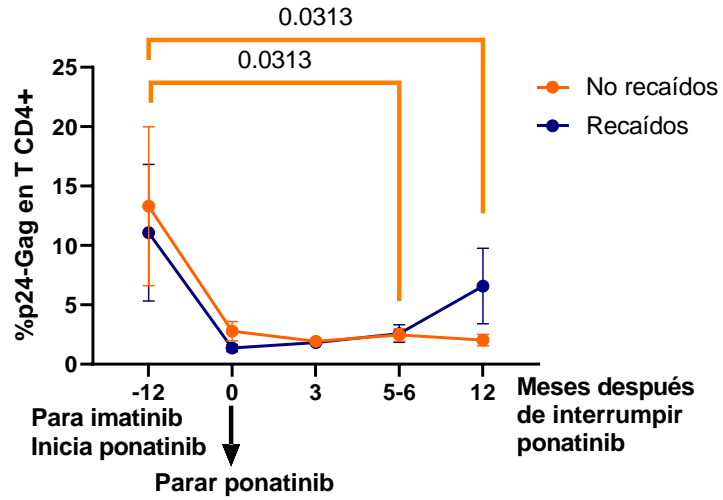 0.0313
0.0313
No recaídos
Recaídos
%p24-Gag en T CD4+
25
20
15
10
5
0
-12 0 3 5-6 12
Meses después
de interrumpir
ponatinib
Para imatinib
Inicia ponatinib
Parar ponatinib